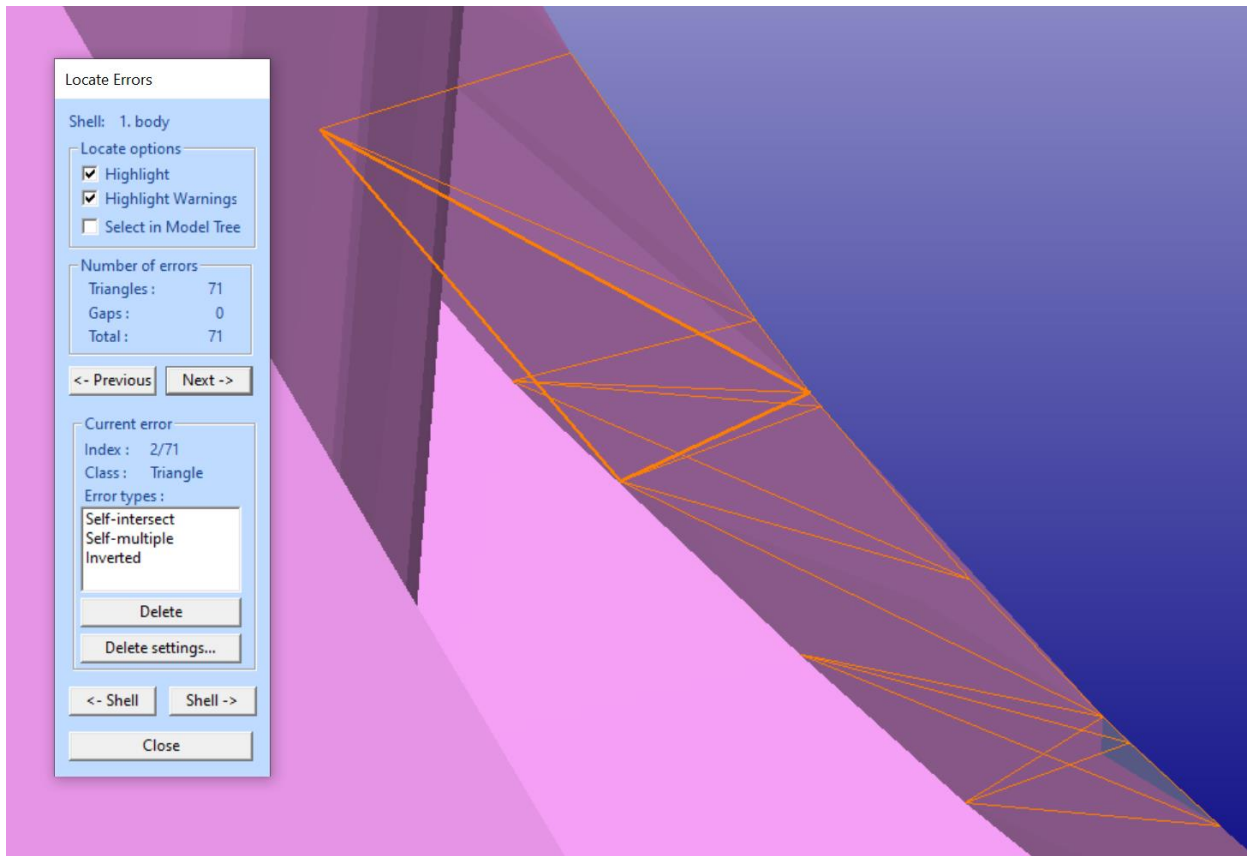 Locate Errors
Shell: 1. body
Locate options
Highlight
Highlight Warnings
Select in Model Tree
Number of errors
Triangles : 71
Gaps : 0
Total : 71
<- Previous Next ->
Current error
Index : 2/71
Class : Triangle
Error types :
Self-intersect
Self-multiple
Inverted
Delete
Delete settings...
<- Shell Shell ->
Close